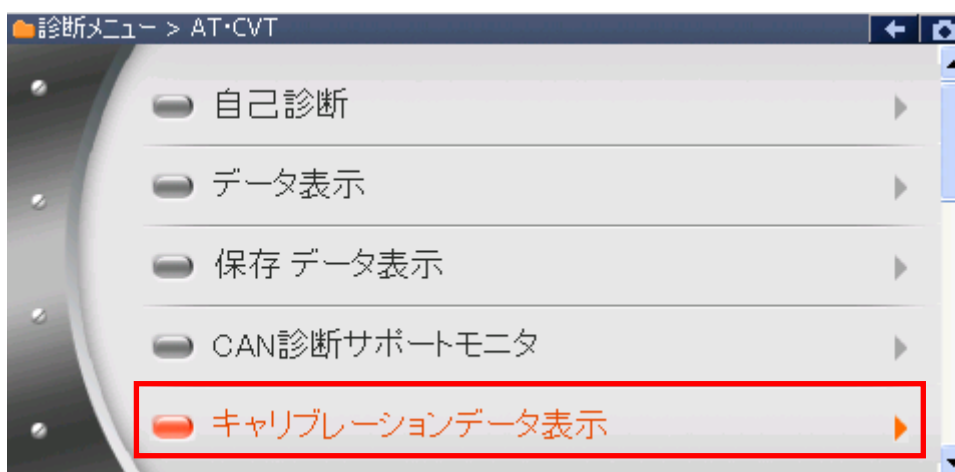 診断メニュー > AT･CVT
自己診断
データ表示
保存 データ表示
CAN診断サポートモニタ
キャリブレーションデータ表示